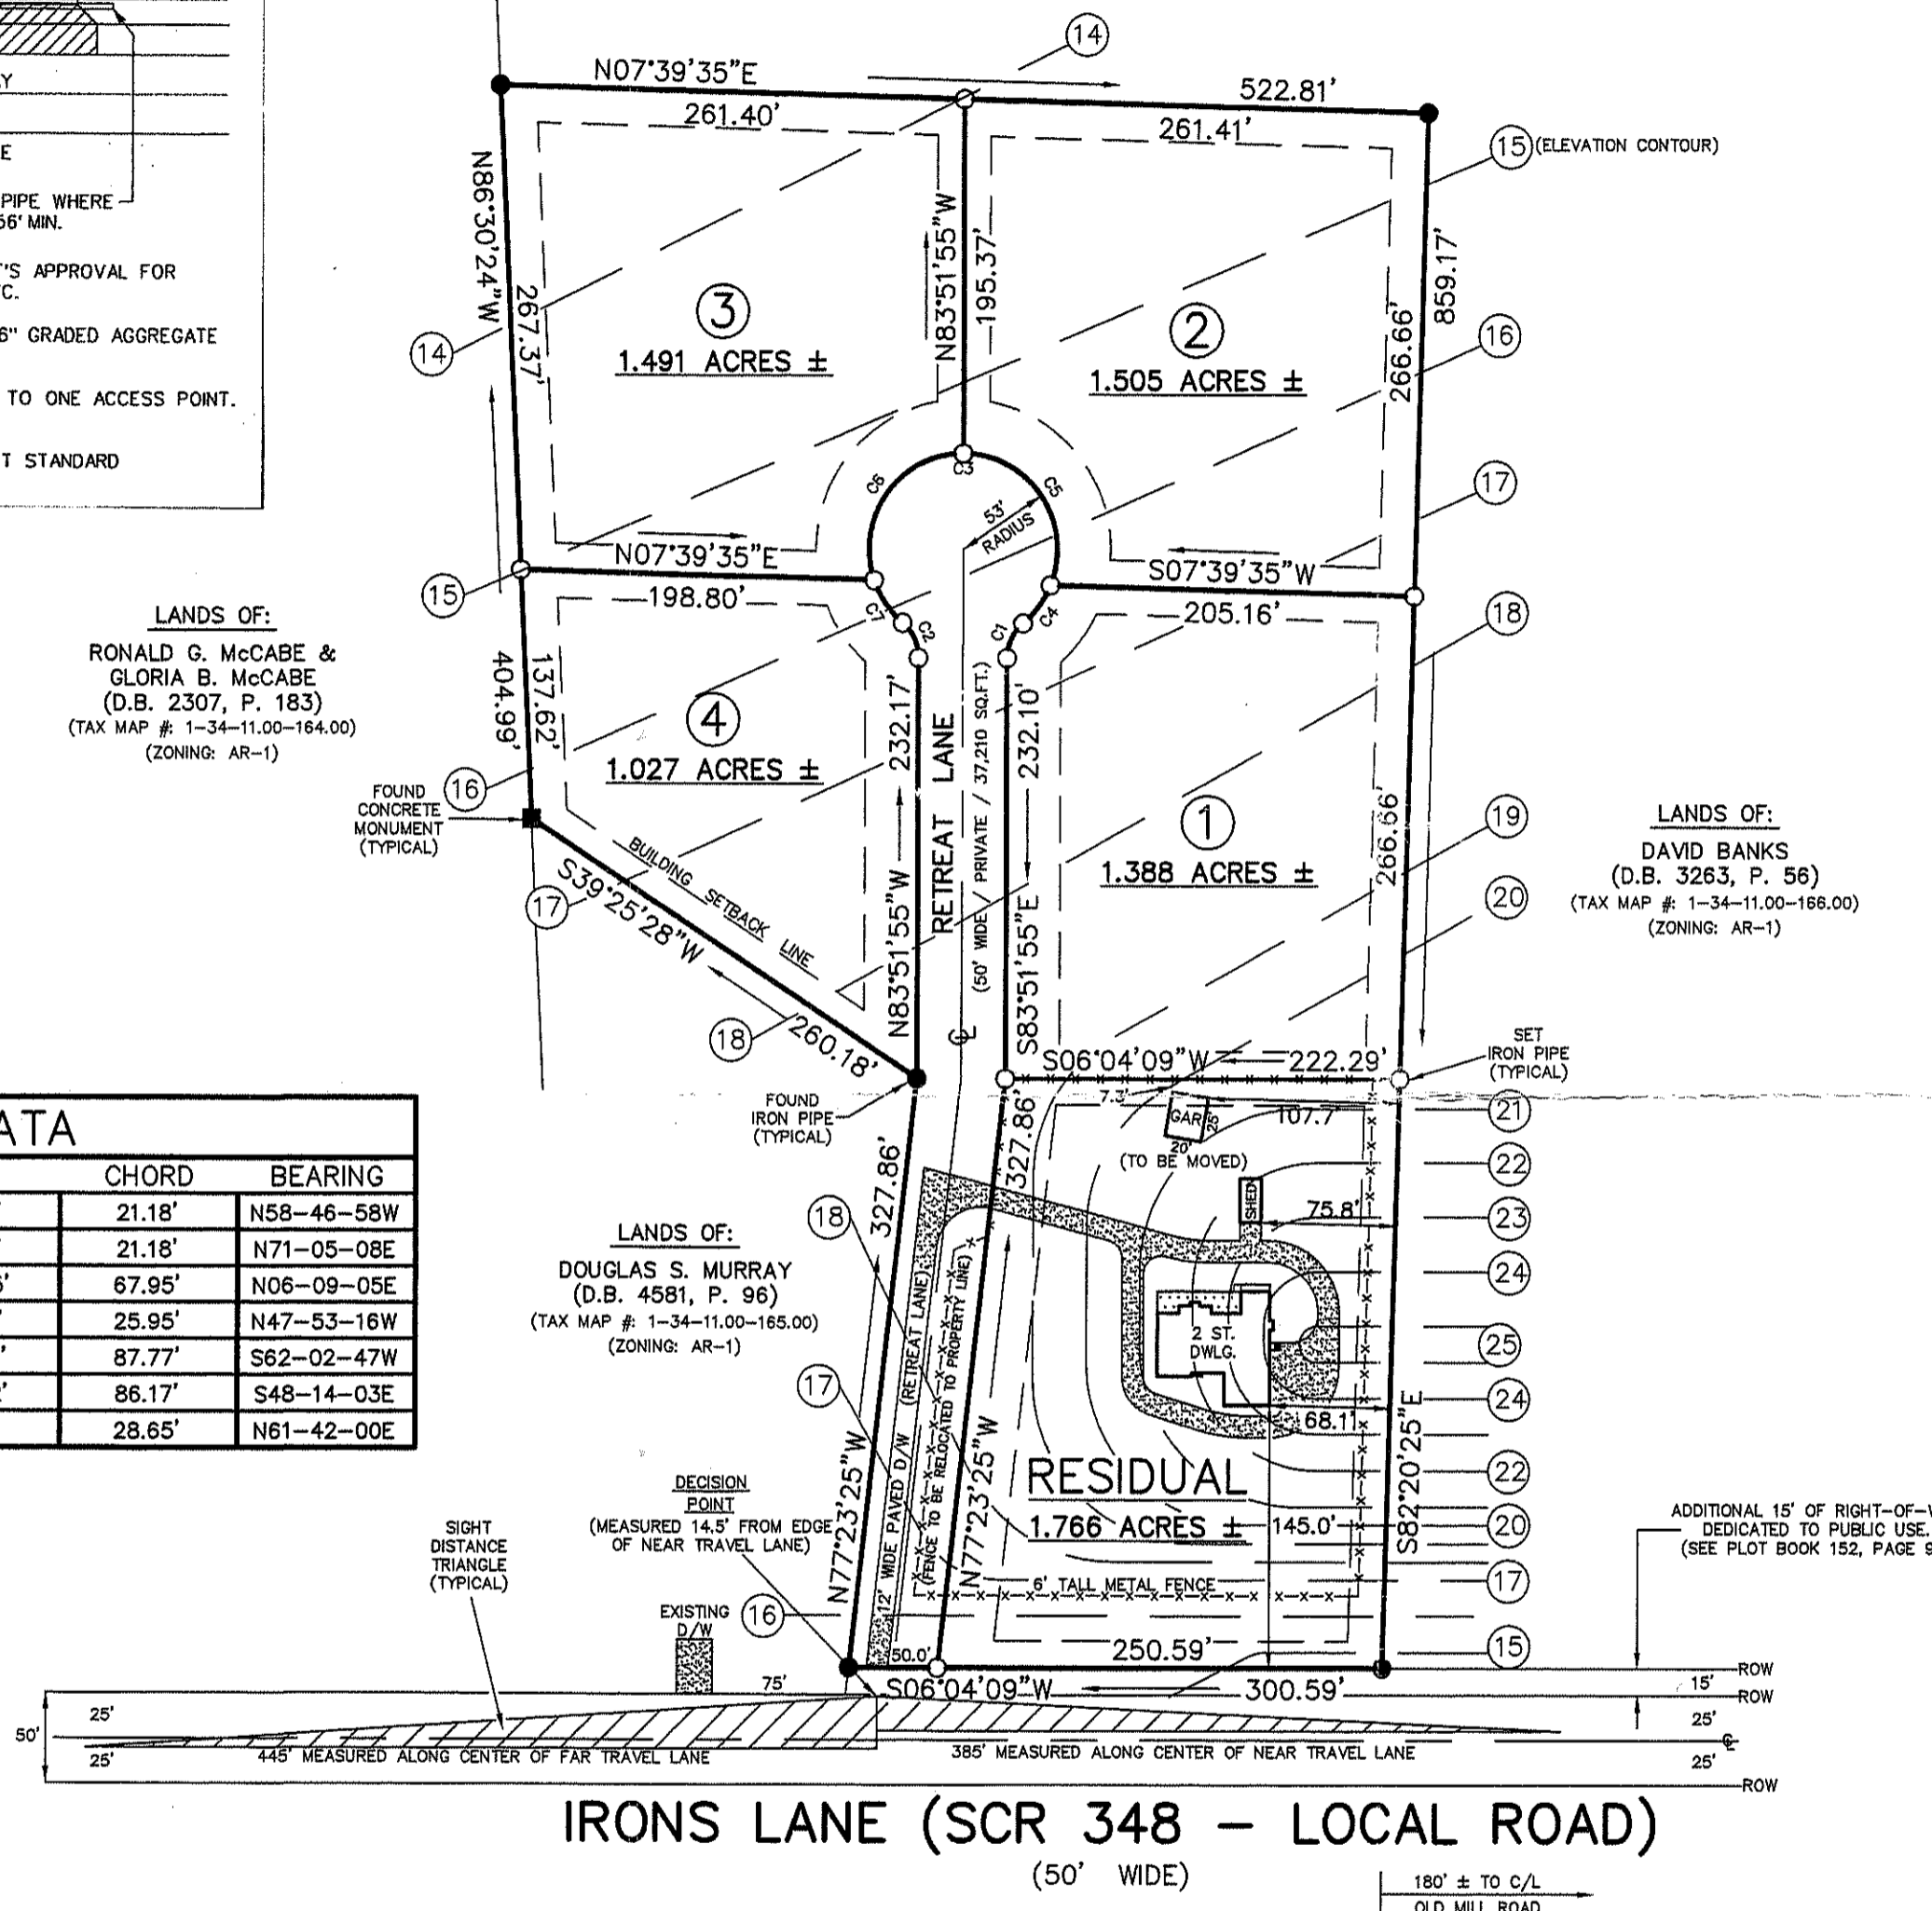 Y
E
PIPE WHERE
56' MIN.
T'S APPROVAL FOR
TC.
6" GRADED AGGREGATE
TO ONE ACCESS POINT.
T STANDARD
14
N07°39'35"E
522.81'
261.40'
261.41'
15 (ELEVATION CONTOUR)
N86°30'24"W
267.37'
N83°51'55"W
195.37'
859.17'
266.66'
3
1.491 ACRES ±
2
1.505 ACRES ±
14
16
17
C3
C6
C5
53'
RADIUS
N07°39'35"E
198.80'
S07°39'35"W
205.16'
15
18
C7
C2
C1
C4
LANDS OF:
RONALD G. McCABE &
GLORIA B. McCABE
(D.B. 2307, P. 183)
(TAX MAP #: 1-34-11.00-164.00)
(ZONING: AR-1)
404.99'
137.62'
4
1.027 ACRES ±
N83°51'55"W
232.17'
RETREAT LANE
(50' WIDE / PRIVATE / 37,210 SQ.FT.)
S83°51'55"E
232.10'
1
1.388 ACRES ±
266.66'
19
20
LANDS OF:
DAVID BANKS
(D.B. 3263, P. 56)
(TAX MAP #: 1-34-11.00-166.00)
(ZONING: AR-1)
FOUND
CONCRETE
MONUMENT
(TYPICAL)
16
BUILDING SETBACK LINE
S39°25'28"W
260.18'
17
18
S06°04'09"W
222.29'
SET
IRON PIPE
(TYPICAL)
FOUND
IRON PIPE
(TYPICAL)
ATA
CHORD BEARING
21.18' N58-46-58W
21.18' N71-05-08E
67.95' N06-09-05E
25.95' N47-53-16W
87.77' S62-02-47W
86.17' S48-14-03E
28.65' N61-42-00E
7.3'
GAR
25'
20'
107.7'
(TO BE MOVED)
SHED
75.8'
21
22
23
24
25
24
22
20
17
15
LANDS OF:
DOUGLAS S. MURRAY
(D.B. 4581, P. 96)
(TAX MAP #: 1-34-11.00-165.00)
(ZONING: AR-1)
N77°23'25"W
327.86'
12' WIDE PAVED D/W (RETREAT LANE)
(FENCE TO BE RELOCATED TO PROPERTY LINE)
N77°23'25"W
327.86'
18
17
2 ST.
DWLG.
68.1'
S82°20'25"E
RESIDUAL
1.766 ACRES ±
145.0'
6' TALL METAL FENCE
DECISION
POINT
(MEASURED 14.5' FROM EDGE
OF NEAR TRAVEL LANE)
SIGHT
DISTANCE
TRIANGLE
(TYPICAL)
EXISTING
D/W
16
ADDITIONAL 15' OF RIGHT-OF-
DEDICATED TO PUBLIC USE.
(SEE PLOT BOOK 152, PAGE 9
50.0'
250.59'
S06°04'09"W
300.59'
75'
15'
ROW
ROW
25'
25'
50'
25'
25'
ROW
445' MEASURED ALONG CENTER OF FAR TRAVEL LANE
385' MEASURED ALONG CENTER OF NEAR TRAVEL LANE
IRONS LANE (SCR 348 - LOCAL ROAD)
(50' WIDE)
180' ± TO C/L
OLD MILL ROAD